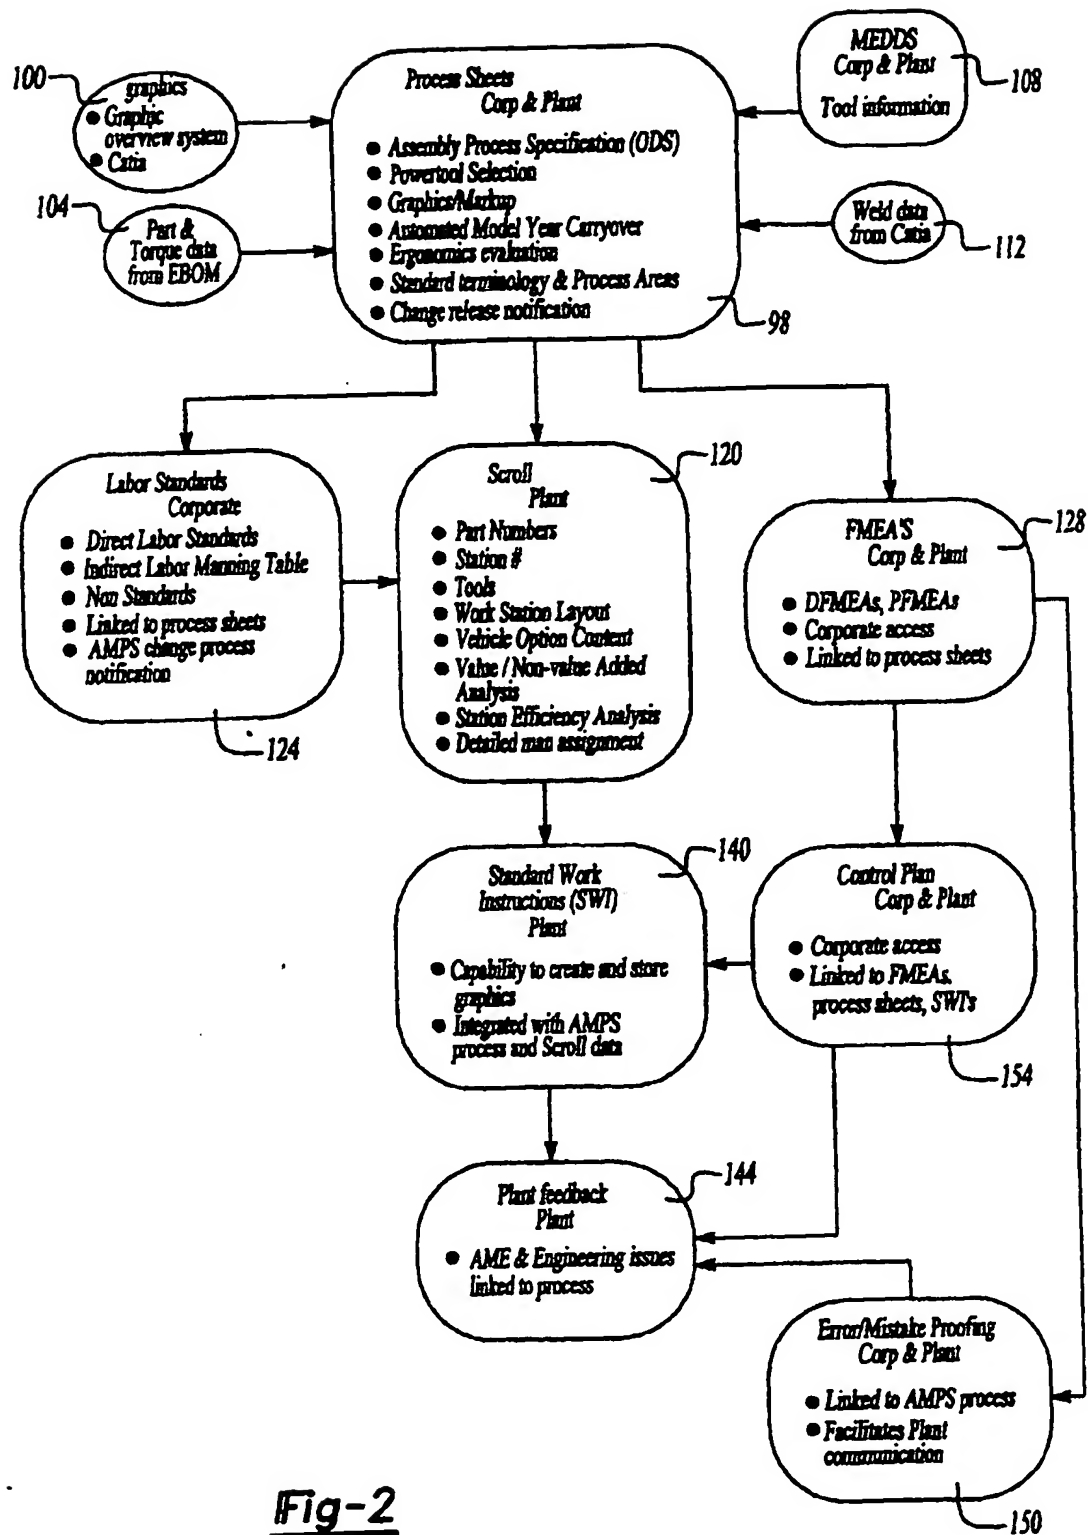 100
graphics
● Graphic
overview system
● Catia
104
Part &
Torque data
from EBOM
Process Sheets
Corp & Plant
● Assembly Process Specification (ODS)
● Powertool Selection
● Graphics/Markup
● Automated Model Year Carryover
● Ergonomics evaluation
● Standard terminology & Process Areas
● Change release notification
98
MEDDS
Corp & Plant
Tool information
108
Weld data
from Catia
112
Labor Standards
Corporate
● Direct Labor Standards
● Indirect Labor Manning Table
● Non Standards
● Linked to process sheets
● AMPS change process
notification
124
Scroll
Plant
● Part Numbers
● Station #
● Tools
● Work Station Layout
● Vehicle Option Content
● Value / Non-value Added
Analysis
● Station Efficiency Analysis
● Detailed man assignment
120
FMEA'S
Corp & Plant
● DFMEAs, PFMEAs
● Corporate access
● Linked to process sheets
128
Standard Work
Instructions (SWI)
Plant
● Capability to create and store
graphics
● Integrated with AMPS
process and Scroll data
140
Control Plan
Corp & Plant
● Corporate access
● Linked to FMEAs,
process sheets, SWI's
154
Plant feedback
Plant
● AME & Engineering issues
linked to process
144
Error/Mistake Proofing
Corp & Plant
● Linked to AMPS process
● Facilitates Plant
communication
150
Fig-2